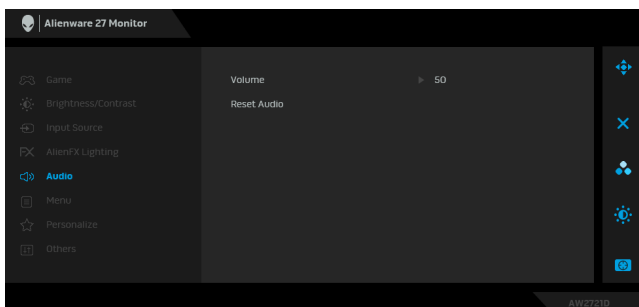 Alienware 27 Monitor
Game
Brightness/Contrast
Input Source
AlienFX Lighting
Audio
Menu
Personalize
Others
Volume 50
Reset Audio
AW2721D